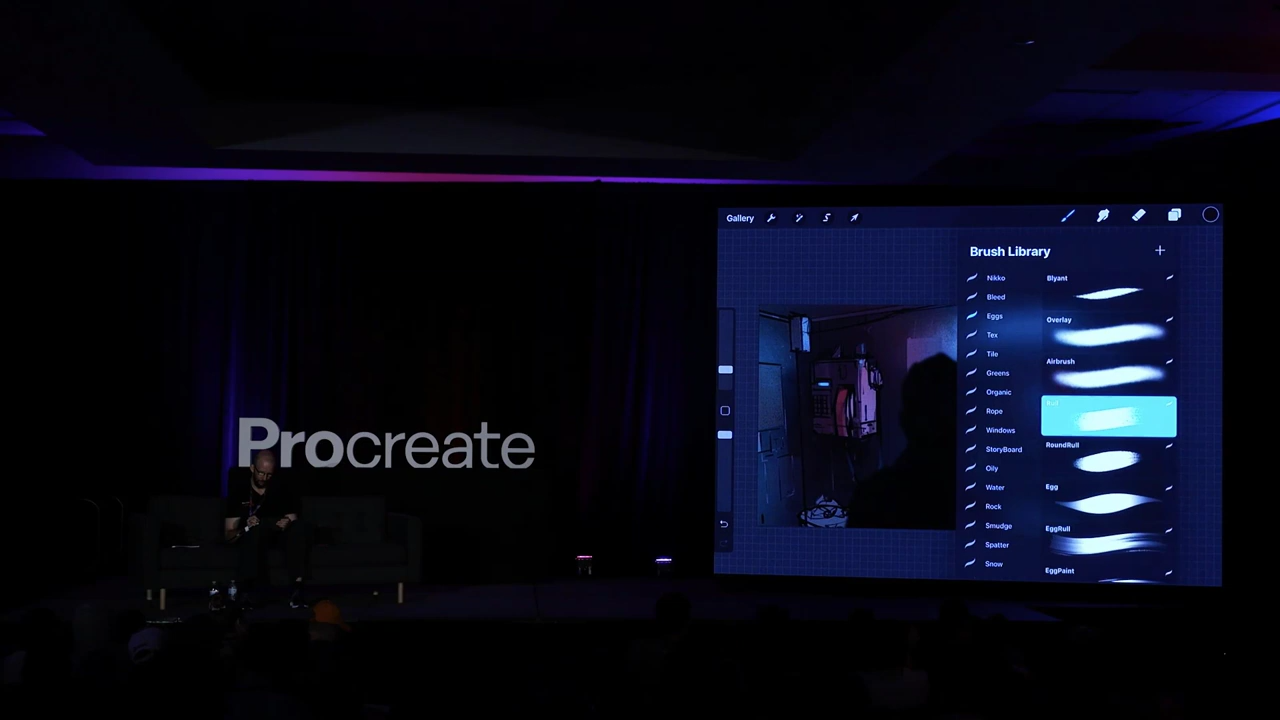 Procreate
Gallery
Brush Library
Nikko
Bleed
Eggs
Tex
Tile
Greens
Organic
Rope
Windows
StoryBoard
Oily
Water
Rock
Smudge
Spatter
Snow
Blyant
Overlay
Airbrush
Rull
RoundRull
Egg
EggRull
EggPaint